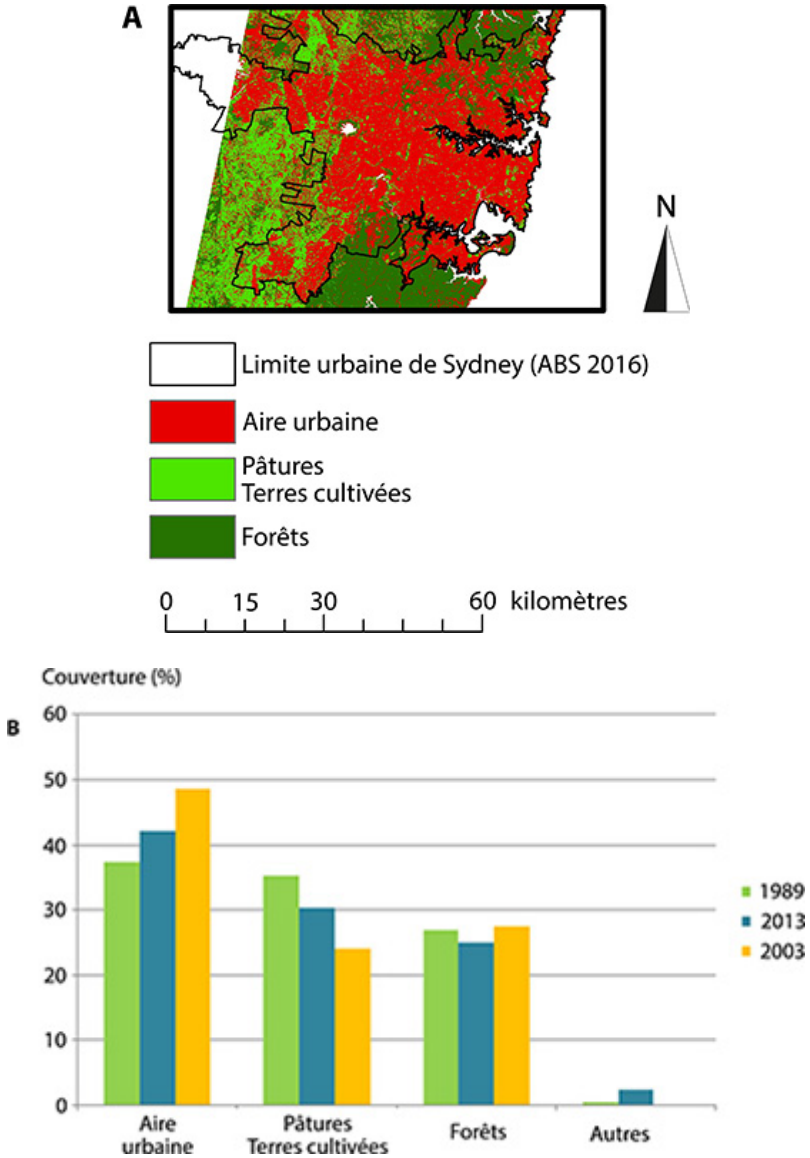 A
N
Limite urbaine de Sydney (ABS 2016)
Aire urbaine
Pâtures
Terres cultivées
Forêts
0 15 30 60 kilomètres
Couverture (%)
B
60
50
40
30
20
10
0
1989
2013
2003
Aire
urbaine
Pâtures
Terres cultivées
Forêts
Autres